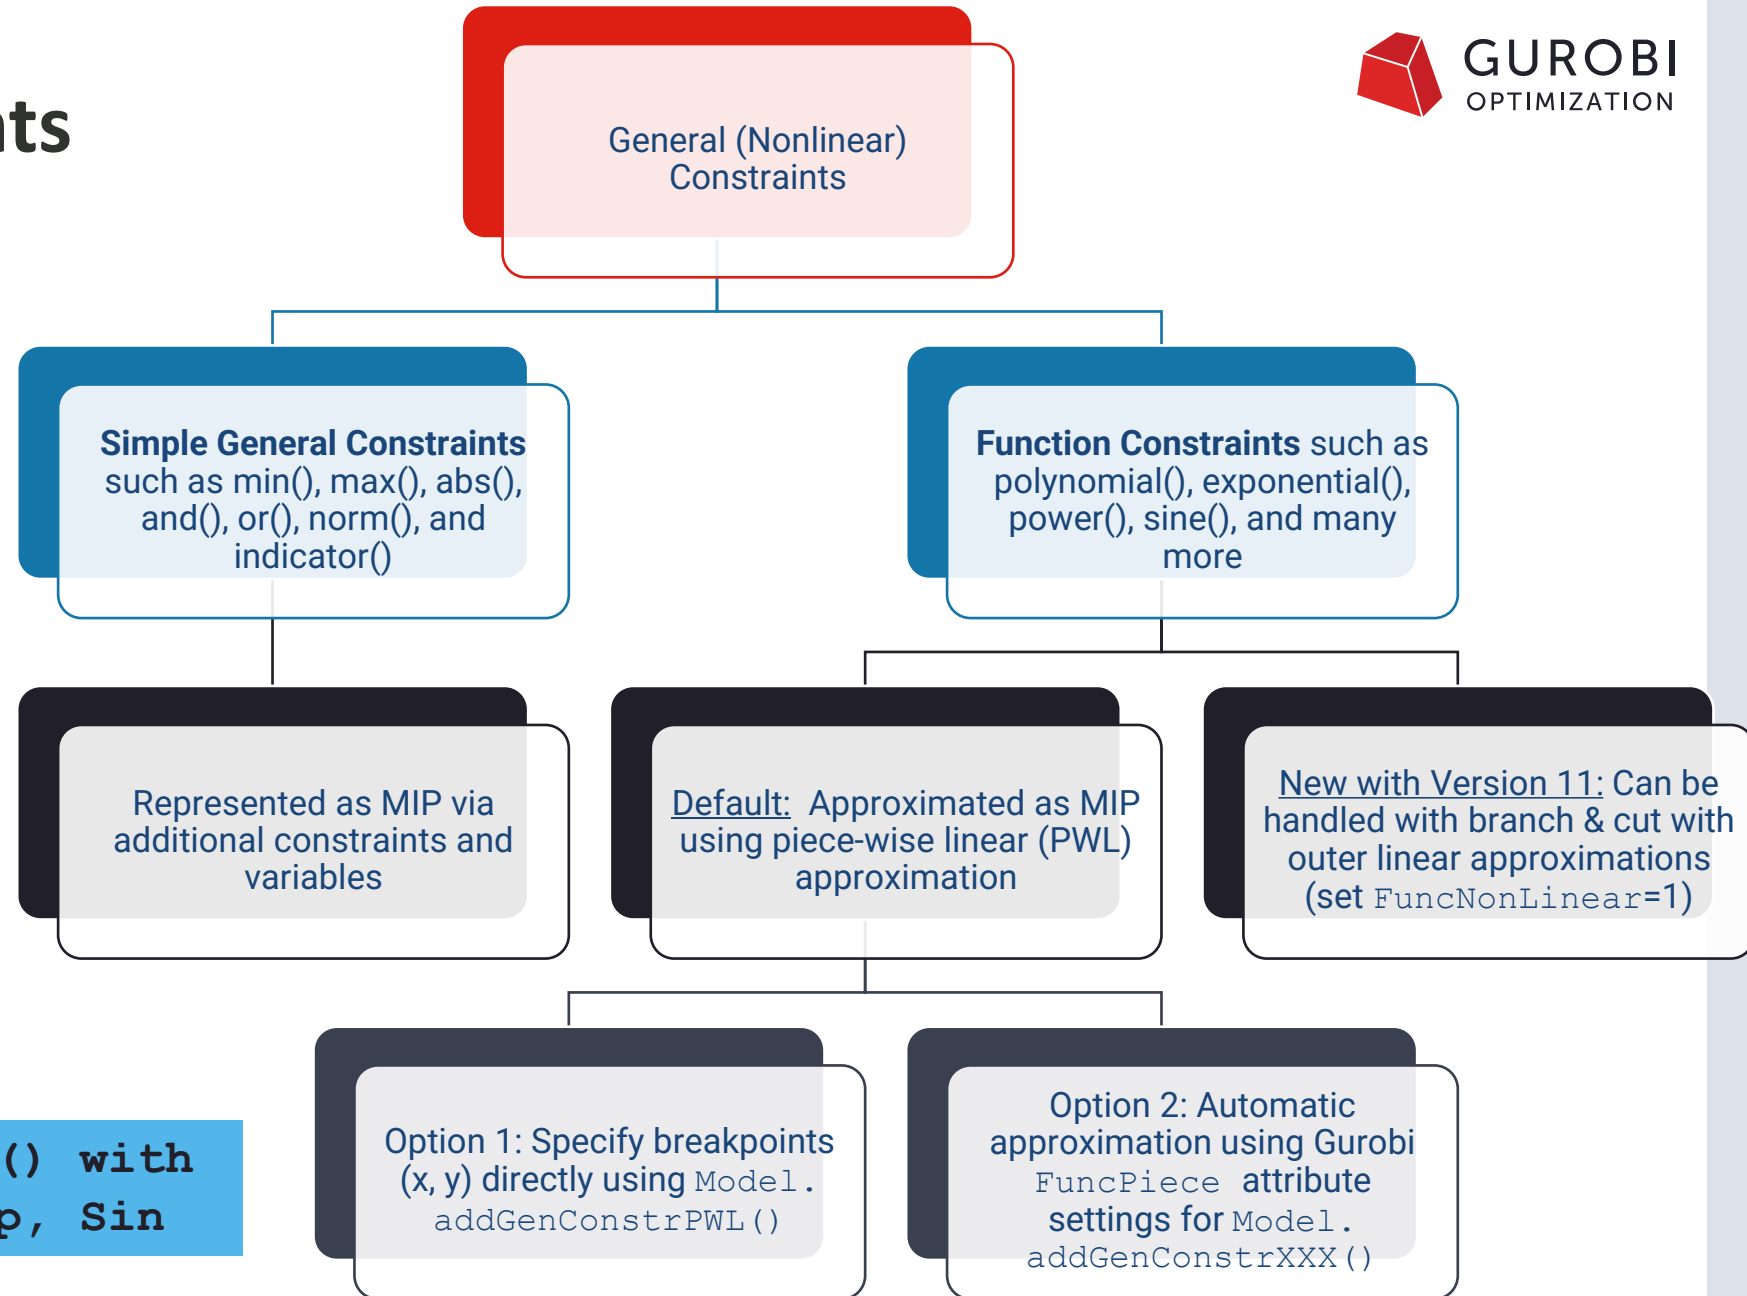 nts
GUROBI
OPTIMIZATION
General (Nonlinear)
Constraints
Simple General Constraints
such as min(), max(), abs(),
and(), or(), norm(), and
indicator()
Function Constraints such as
polynomial(), exponential(),
power(), sine(), and many
more
Represented as MIP via
additional constraints and
variables
Default: Approximated as MIP
using piece-wise linear (PWL)
approximation
New with Version 11: Can be
handled with branch & cut with
outer linear approximations
(set FuncNonLinear=1)
Option 1: Specify breakpoints
(x, y) directly using Model.
addGenConstrPWL()
Option 2: Automatic
approximation using Gurobi
FuncPiece attribute
settings for Model.
addGenConstrXXX()
() with
p, Sin